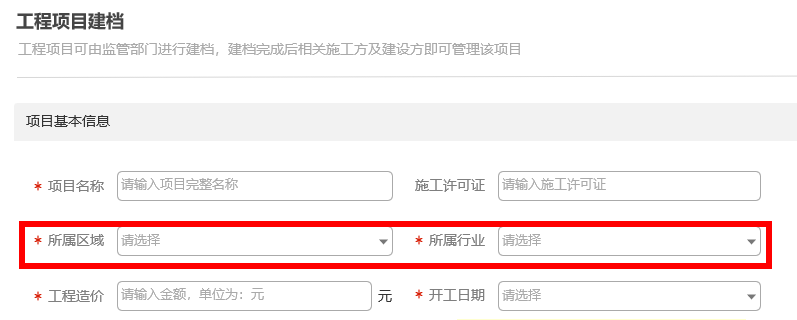 工程项目建档
工程项目可由监管部门进行建档，建档完成后相关施工方及建设方即可管理该项目
项目基本信息
* 项目名称 请输入项目完整名称 施工许可证 请输入施工许可证
* 所属区域 请选择 * 所属行业 请选择
* 工程造价 请输入金额，单位为：元 元 * 开工日期 请选择